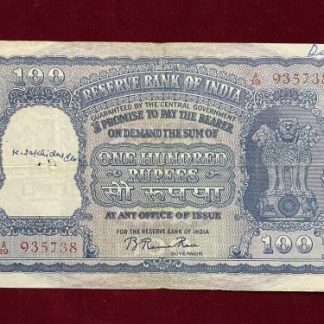 100 RESERVE BANK OF INDIA
GUARANTEED BY THE CENTRAL GOVERNMENT
I PROMISE TO PAY THE BEARER
ON DEMAND THE SUM OF
ONE HUNDRED
RUPEES
सौ रुपया
AT ANY OFFICE OF ISSUE
FOR THE RESERVE BANK OF INDIA
GOVERNOR
A 935738
A 935738
100